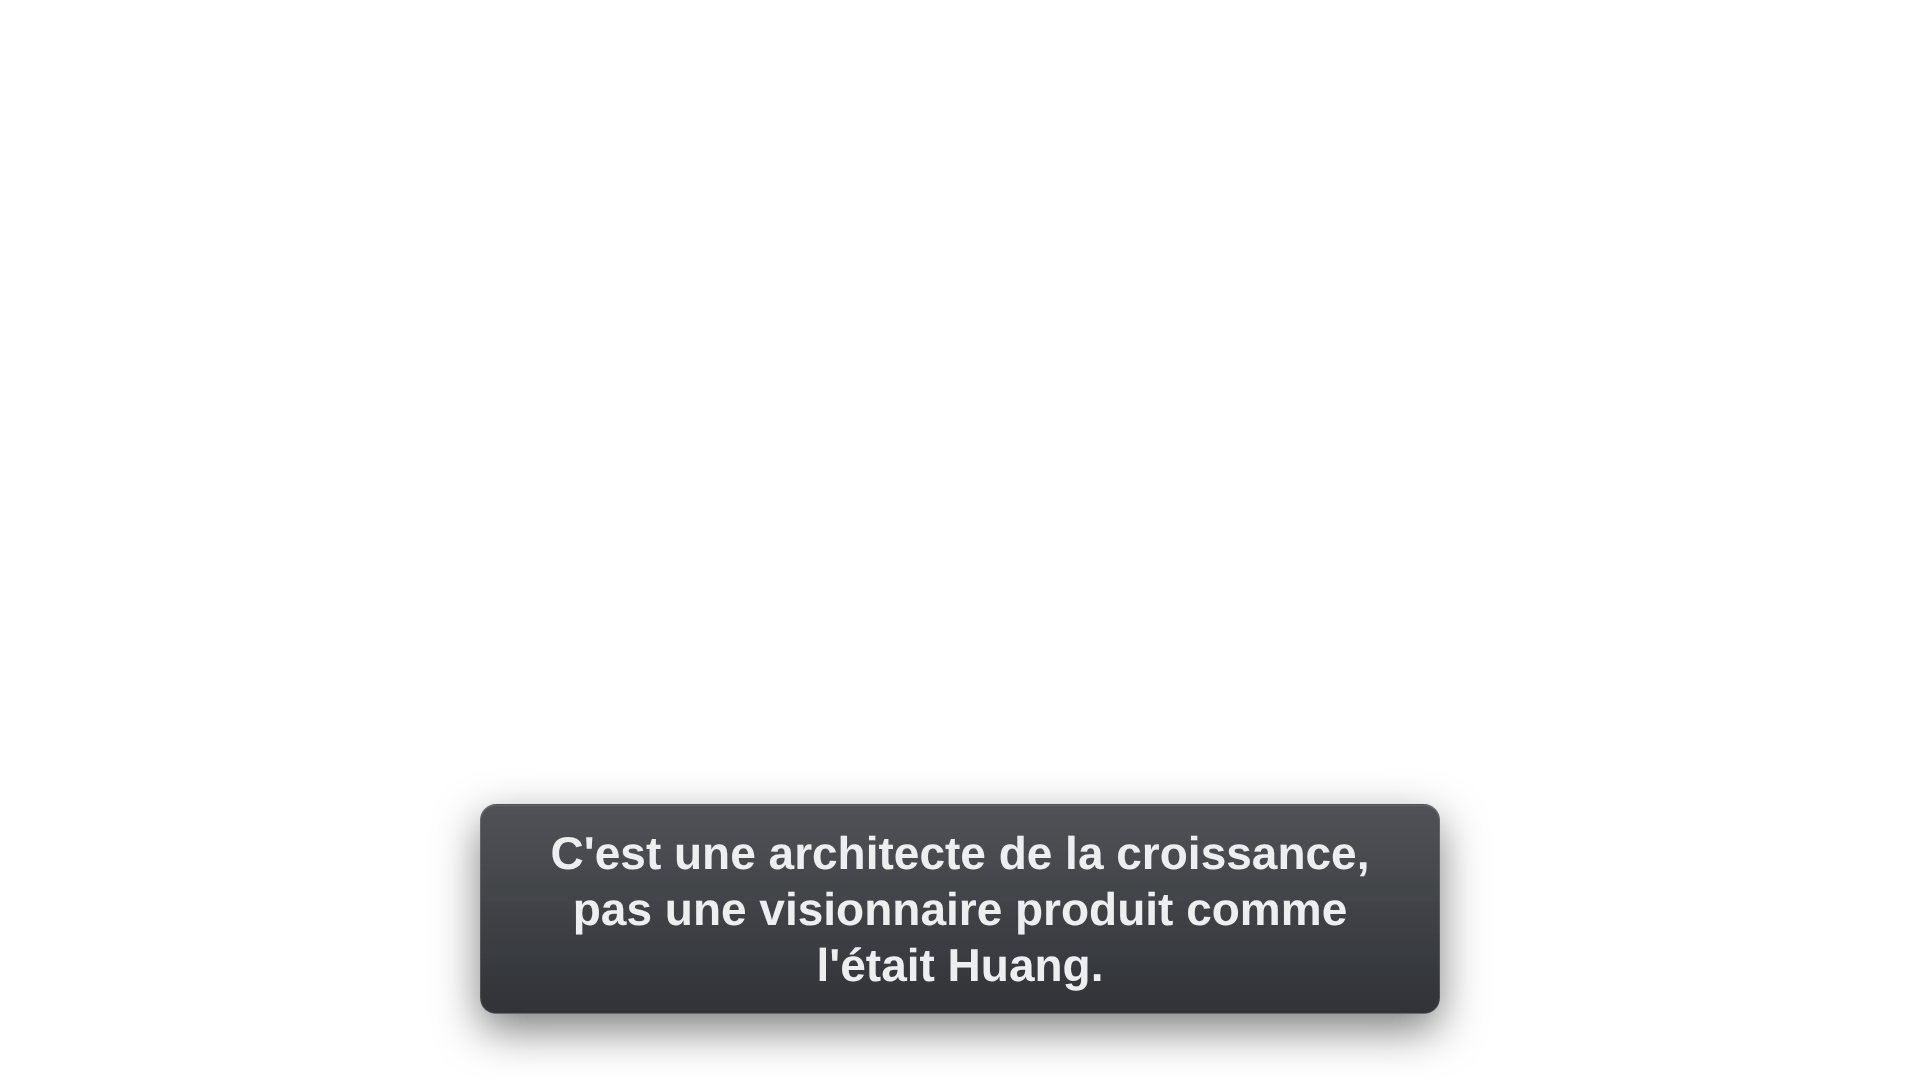 C'est une architecte de la croissance,
pas une visionnaire produit comme
l'était Huang.